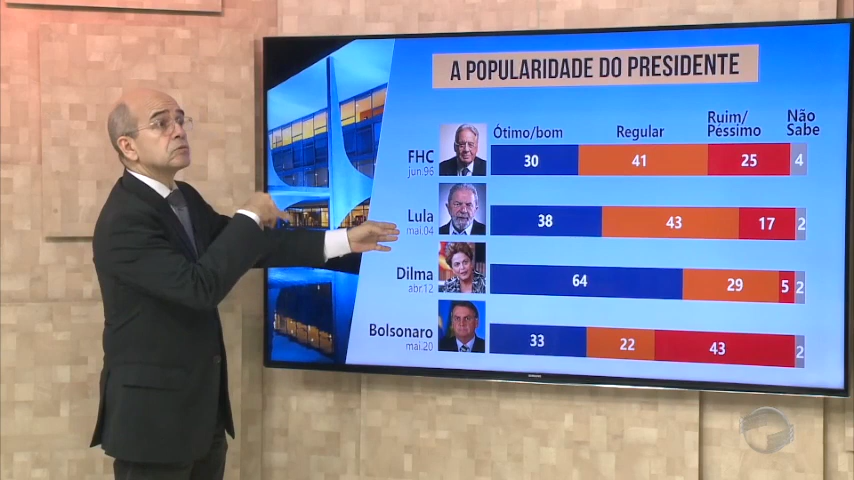 A POPULARIDADE DO PRESIDENTE
Ótimo/bom
Regular
Ruim/
Péssimo
Não
Sabe
FHC
jun.96
30
41
25
4
Lula
mai.04
38
43
17
2
Dilma
abr.12
64
29
5
2
Bolsonaro
mai.20
33
22
43
2